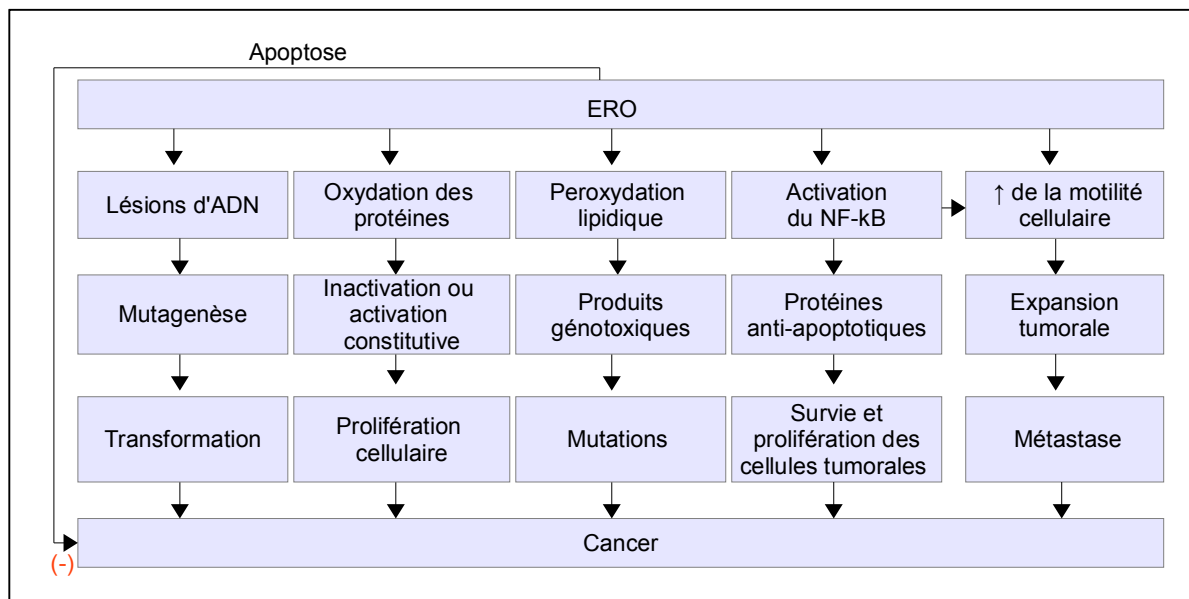 Apoptose
ERO
Lésions d'ADN
Oxydation des
protéines
Peroxydation
lipidique
Activation
du NF-kB
↑ de la motilité
cellulaire
Mutagenèse
Inactivation ou
activation
constitutive
Produits
génotoxiques
Protéines
anti-apoptotiques
Expansion
tumorale
Transformation
Prolifération
cellulaire
Mutations
Survie et
prolifération des
cellules tumorales
Métastase
Cancer
(-)